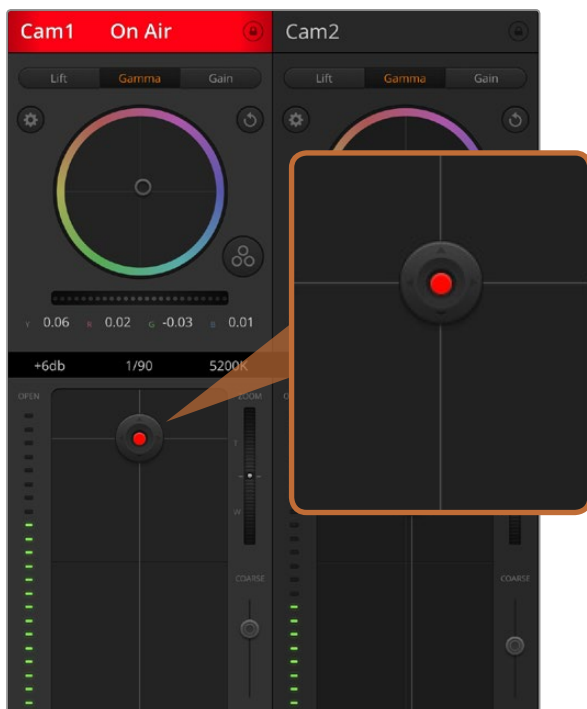 Cam1 On Air
Cam2
Lift Gamma Gain
Lift Gamma Gain
Y 0.06 R 0.02 G -0.03 B 0.01
+6db 1/90 5200K
OPEN
ZOOM
T
W
COARSE
COARSE